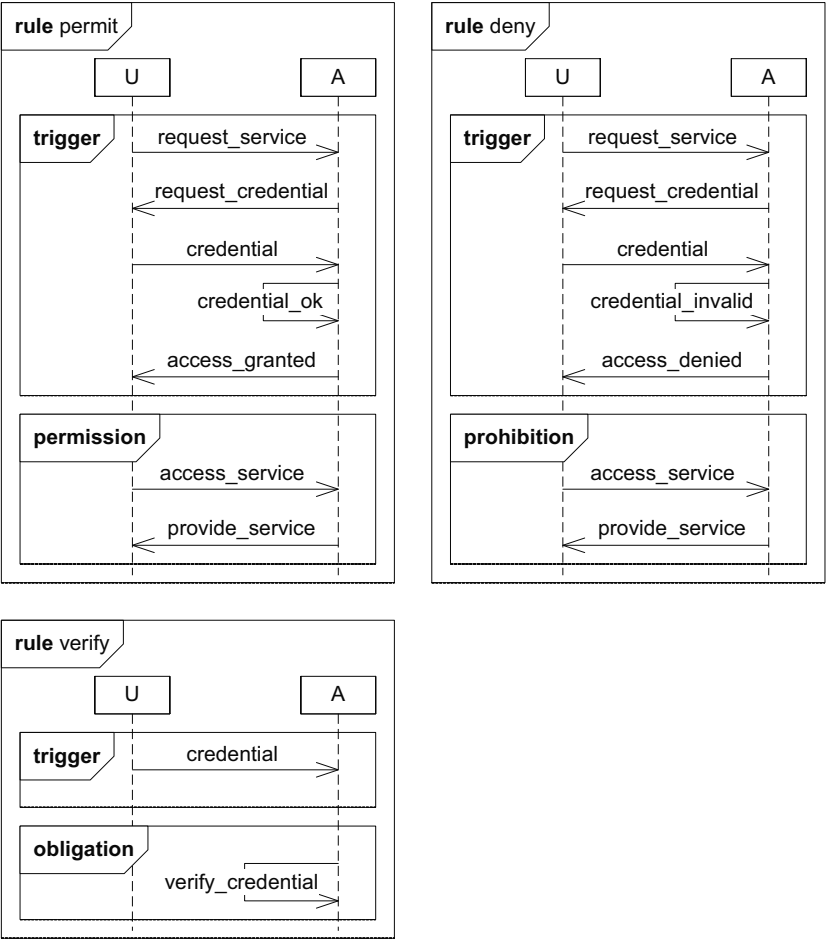 rule permit
U A
trigger
request_service
request_credential
credential
credential_ok
access_granted
permission
access_service
provide_service
rule deny
U A
trigger
request_service
request_credential
credential
credential_invalid
access_denied
prohibition
access_service
provide_service
rule verify
U A
trigger
credential
obligation
verify_credential